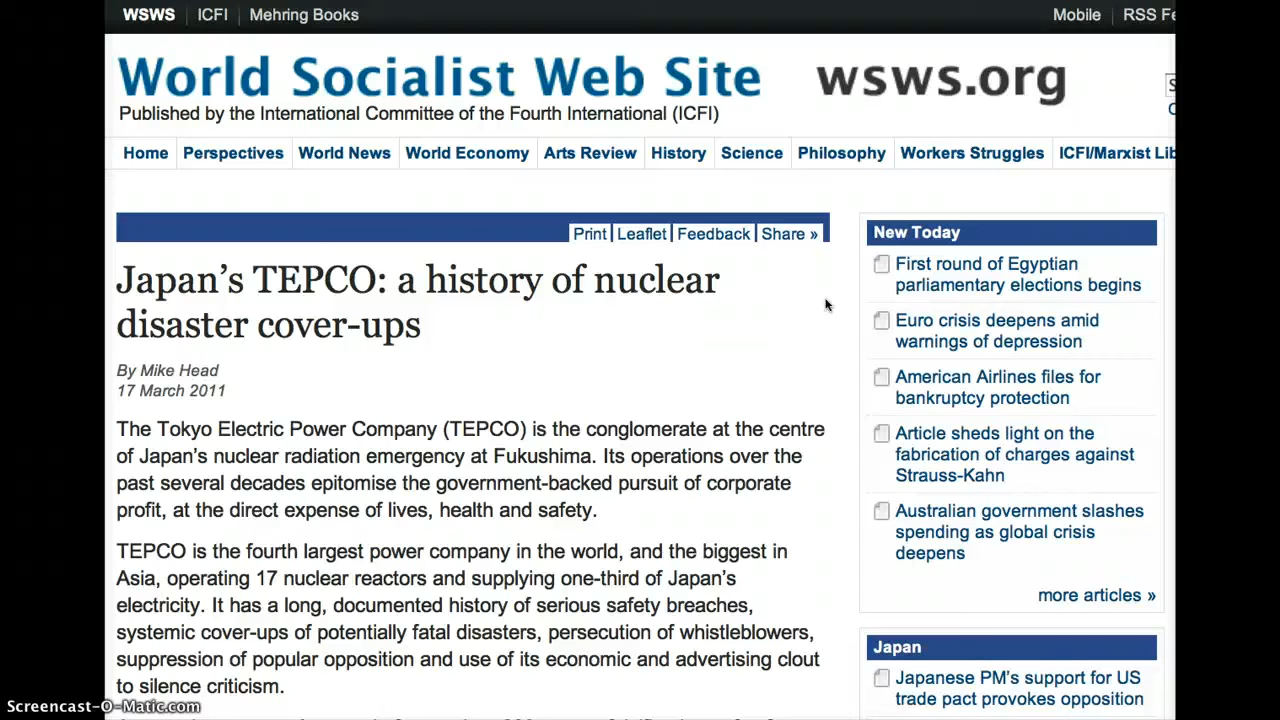 WSWS ICFI Mehring Books Mobile RSS Fe
World Socialist Web Site wsws.org
Published by the International Committee of the Fourth International (ICFI)
Home Perspectives World News World Economy Arts Review History Science Philosophy Workers Struggles ICFI/Marxist Lib
Print Leaflet Feedback Share »
Japan's TEPCO: a history of nuclear
disaster cover-ups
By Mike Head
17 March 2011
The Tokyo Electric Power Company (TEPCO) is the conglomerate at the centre
of Japan's nuclear radiation emergency at Fukushima. Its operations over the
past several decades epitomise the government-backed pursuit of corporate
profit, at the direct expense of lives, health and safety.
TEPCO is the fourth largest power company in the world, and the biggest in
Asia, operating 17 nuclear reactors and supplying one-third of Japan's
electricity. It has a long, documented history of serious safety breaches,
systemic cover-ups of potentially fatal disasters, persecution of whistleblowers,
suppression of popular opposition and use of its economic and advertising clout
to silence criticism.
New Today
First round of Egyptian
parliamentary elections begins
Euro crisis deepens amid
warnings of depression
American Airlines files for
bankruptcy protection
Article sheds light on the
fabrication of charges against
Strauss-Kahn
Australian government slashes
spending as global crisis
deepens
more articles »
Japan
Japanese PM's support for US
trade pact provokes opposition
Screencast-O-Matic.com